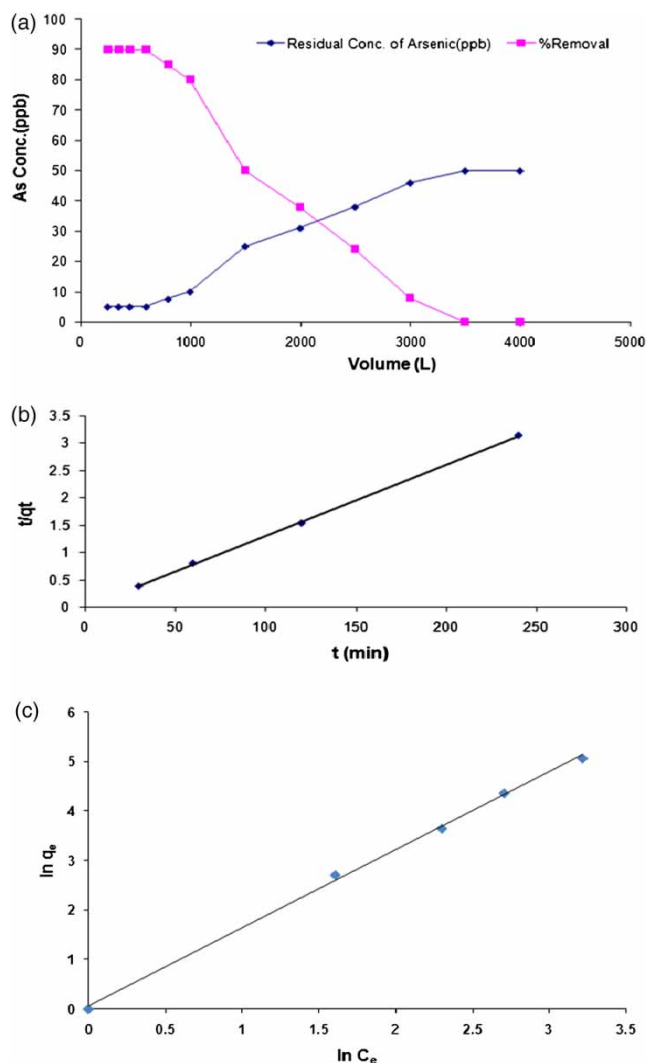 (a)
Residual Conc. of Arsenic(ppb)
%Removal
As Conc.(ppb)
100
90
80
70
60
50
40
30
20
10
0
0 1000 2000 3000 4000 5000
Volume (L)
(b)
t/qt
3.5
3
2.5
2
1.5
1
0.5
0
0 50 100 150 200 250 300
t (min)
(c)
ln qe
6
5
4
3
2
1
0
0 0.5 1 1.5 2 2.5 3 3.5
ln Ce